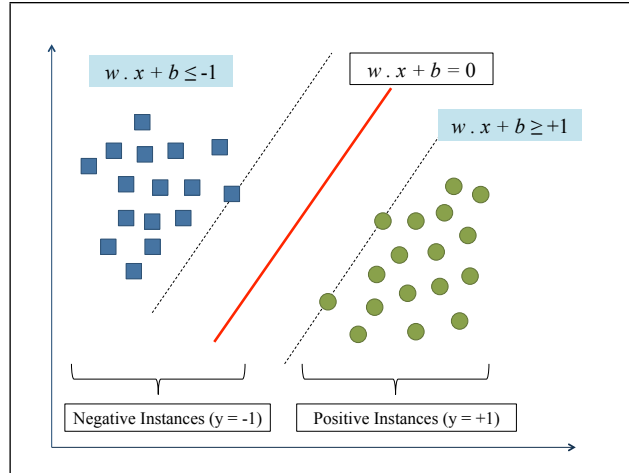 w . x + b ≤ -1
w . x + b = 0
w . x + b ≥ +1
Negative Instances (y = -1)
Positive Instances (y = +1)